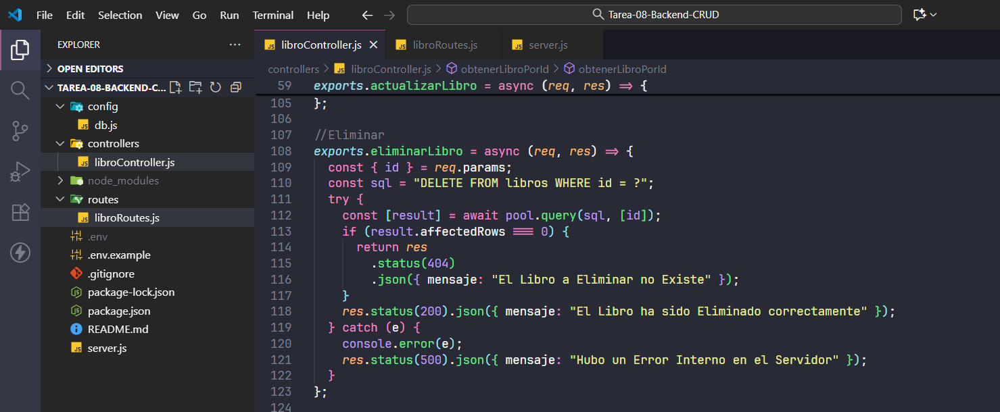 File Edit Selection View Go Run Terminal Help ← → Tarea-08-Backend-CRUD
EXPLORER ···
OPEN EDITORS
TAREA-08-BACKEND-C...
config
db.js
controllers
libroController.js
node_modules
routes
libroRoutes.js
.env
.env.example
.gitignore
package-lock.json
package.json
README.md
server.js
libroController.js libroRoutes.js server.js
controllers > libroController.js > obtenerLibroPorId > obtenerLibroPorId
59 exports.actualizarLibro = async (req, res) => {
105 };
106
107 //Eliminar
108 exports.eliminarLibro = async (req, res) => {
109 const { id } = req.params;
110 const sql = "DELETE FROM libros WHERE id = ?";
111 try {
112 const [result] = await pool.query(sql, [id]);
113 if (result.affectedRows === 0) {
114 return res
115 .status(404)
116 .json({ mensaje: "El Libro a Eliminar no Existe" });
117 }
118 res.status(200).json({ mensaje: "El Libro ha sido Eliminado correctamente" });
119 } catch (e) {
120 console.error(e);
121 res.status(500).json({ mensaje: "Hubo un Error Interno en el Servidor" });
122 }
123 };
124